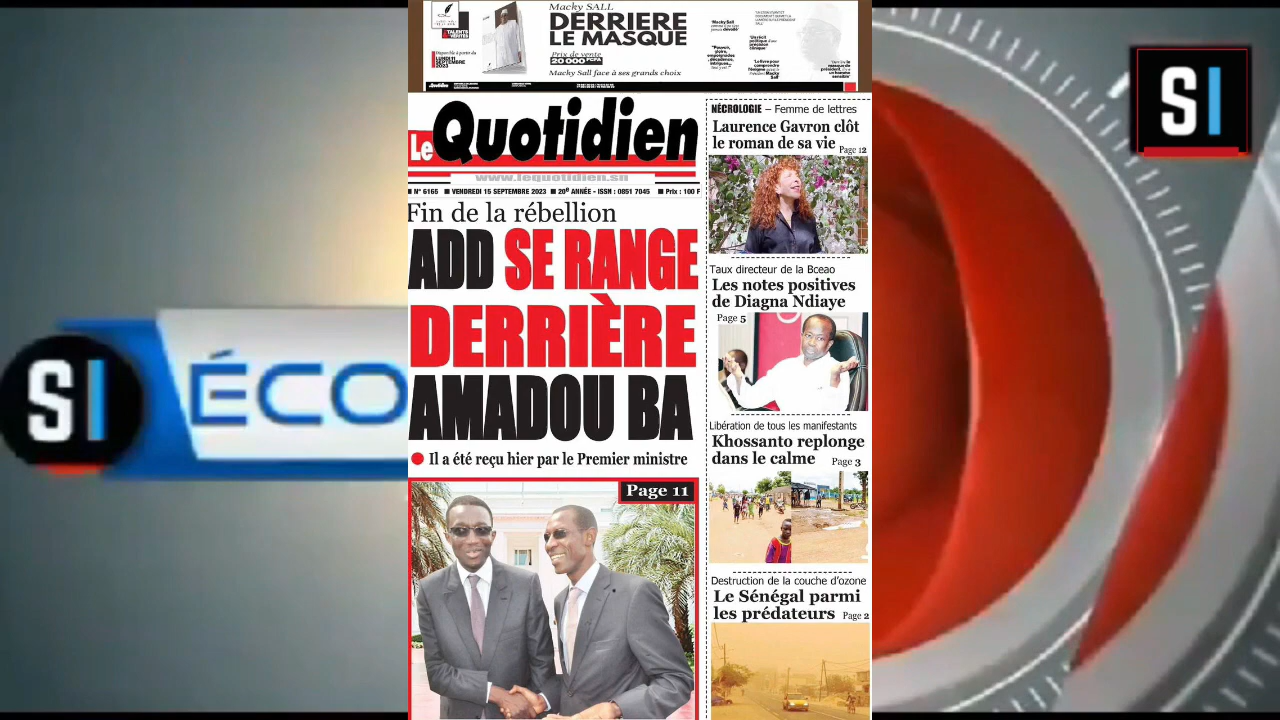 Macky SALL
DERRIERE
LE MASQUE
Prix de vente
20 000 FCFA
Macky Sall face à ses grands choix
Le Quotidien
www.lequotidien.sn
N° 6165 VENDREDI 15 SEPTEMBRE 2023 20e ANNÉE - ISSN : 0851 7045 Prix : 100 F
Fin de la rébellion
ADD SE RANGE
DERRIÈRE
AMADOU BA
Il a été reçu hier par le Premier ministre
Page 11
NÉCROLOGIE – Femme de lettres
Laurence Gavron clôt
le roman de sa vie Page 12
Taux directeur de la Bceao
Les notes positives
de Diagna Ndiaye
Page 5
Libération de tous les manifestants
Khossanto replonge
dans le calme Page 3
Destruction de la couche d'ozone
Le Sénégal parmi
les prédateurs Page 2
SI
ÉCO
SI